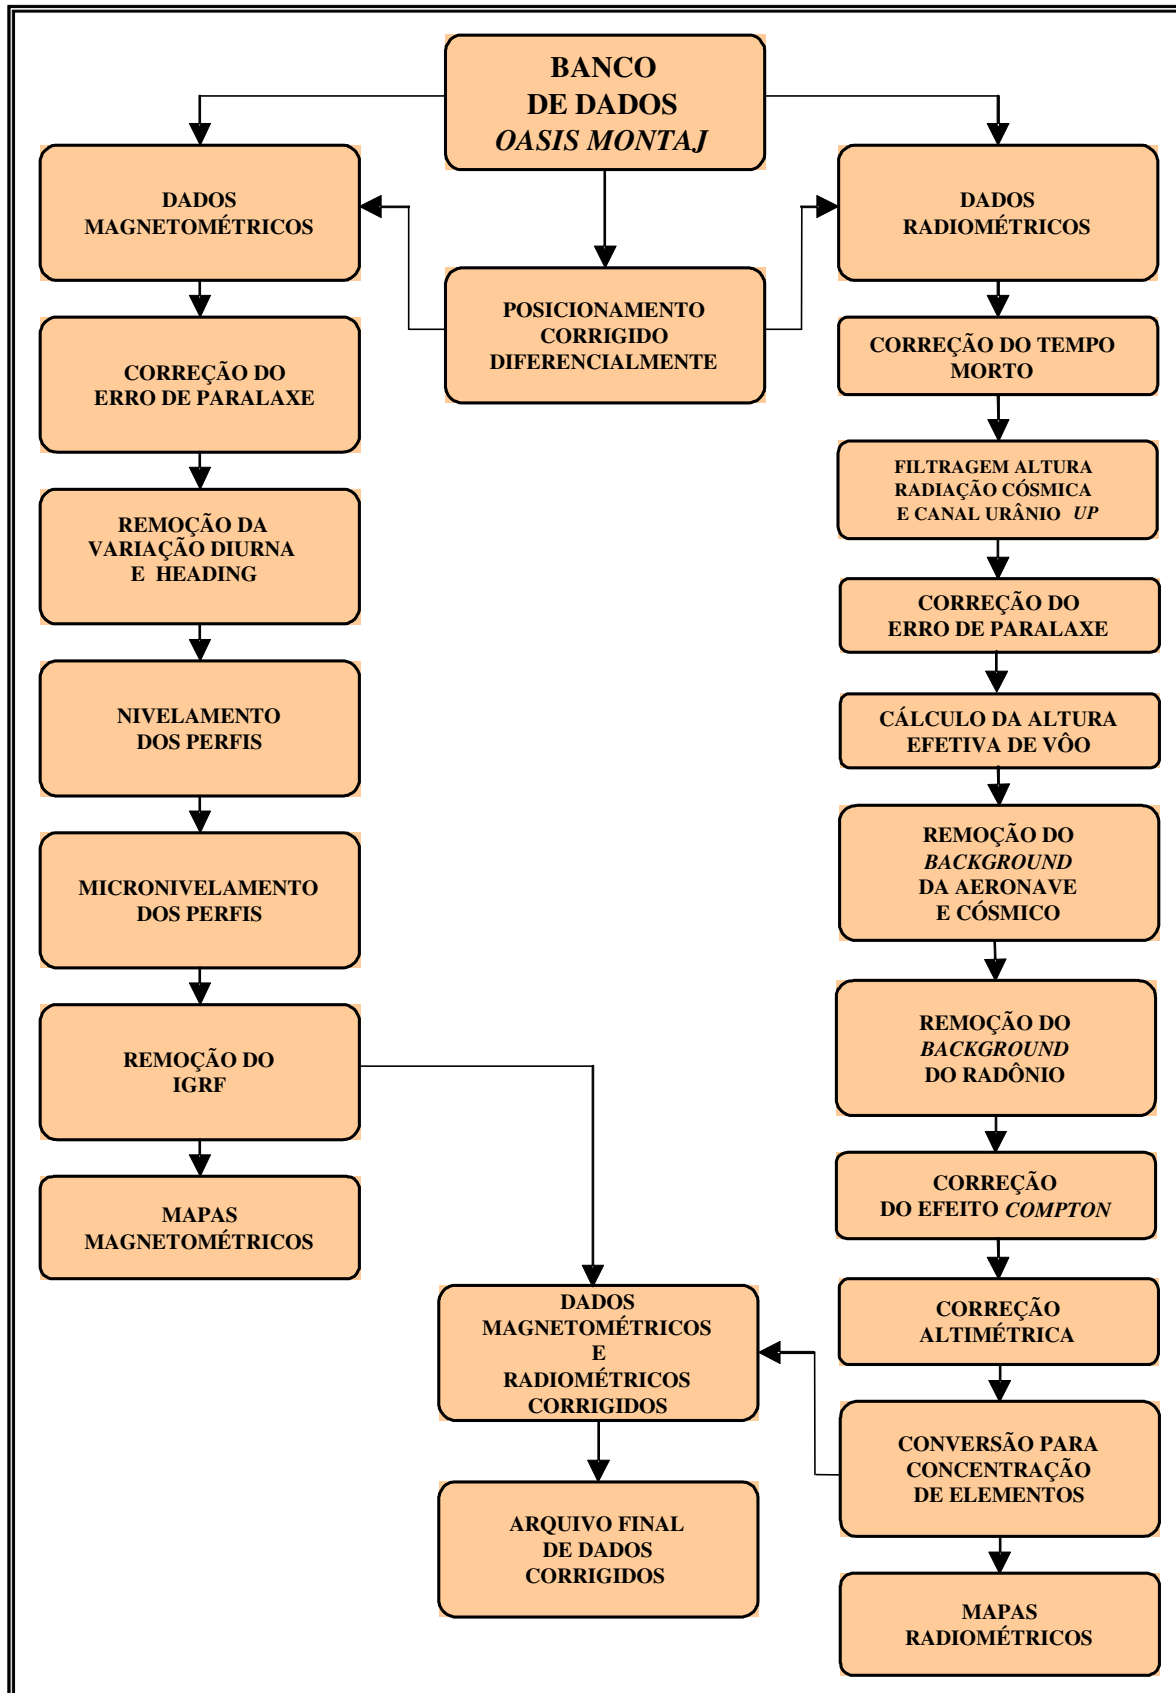 BANCO
DE DADOS
OASIS MONTAJ
DADOS
MAGNETOMÉTRICOS
DADOS
RADIOMÉTRICOS
POSICIONAMENTO
CORRIGIDO
DIFERENCIALMENTE
CORREÇÃO DO
ERRO DE PARALAXE
REMOÇÃO DA
VARIAÇÃO DIURNA
E HEADING
NIVELAMENTO
DOS PERFIS
MICRONIVELAMENTO
DOS PERFIS
REMOÇÃO DO
IGRF
MAPAS
MAGNETOMÉTRICOS
CORREÇÃO DO TEMPO
MORTO
FILTRAGEM ALTURA
RADIAÇÃO CÓSMICA
E CANAL URÂNIO UP
CORREÇÃO DO
ERRO DE PARALAXE
CÁLCULO DA ALTURA
EFETIVA DE VÔO
REMOÇÃO DO
BACKGROUND
DA AERONAVE
E CÓSMICO
REMOÇÃO DO
BACKGROUND
DO RADÔNIO
CORREÇÃO
DO EFEITO COMPTON
CORREÇÃO
ALTIMÉTRICA
CONVERSÃO PARA
CONCENTRAÇÃO
DE ELEMENTOS
MAPAS
RADIOMÉTRICOS
DADOS
MAGNETOMÉTRICOS
E
RADIOMÉTRICOS
CORRIGIDOS
ARQUIVO FINAL
DE DADOS
CORRIGIDOS